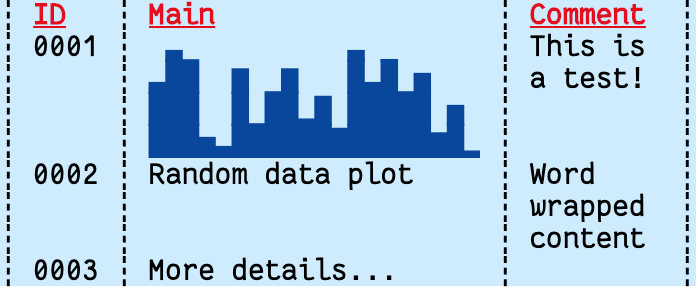 ID Main Comment
0001 This is
a test!
0002 Random data plot Word
wrapped
content
0003 More details...